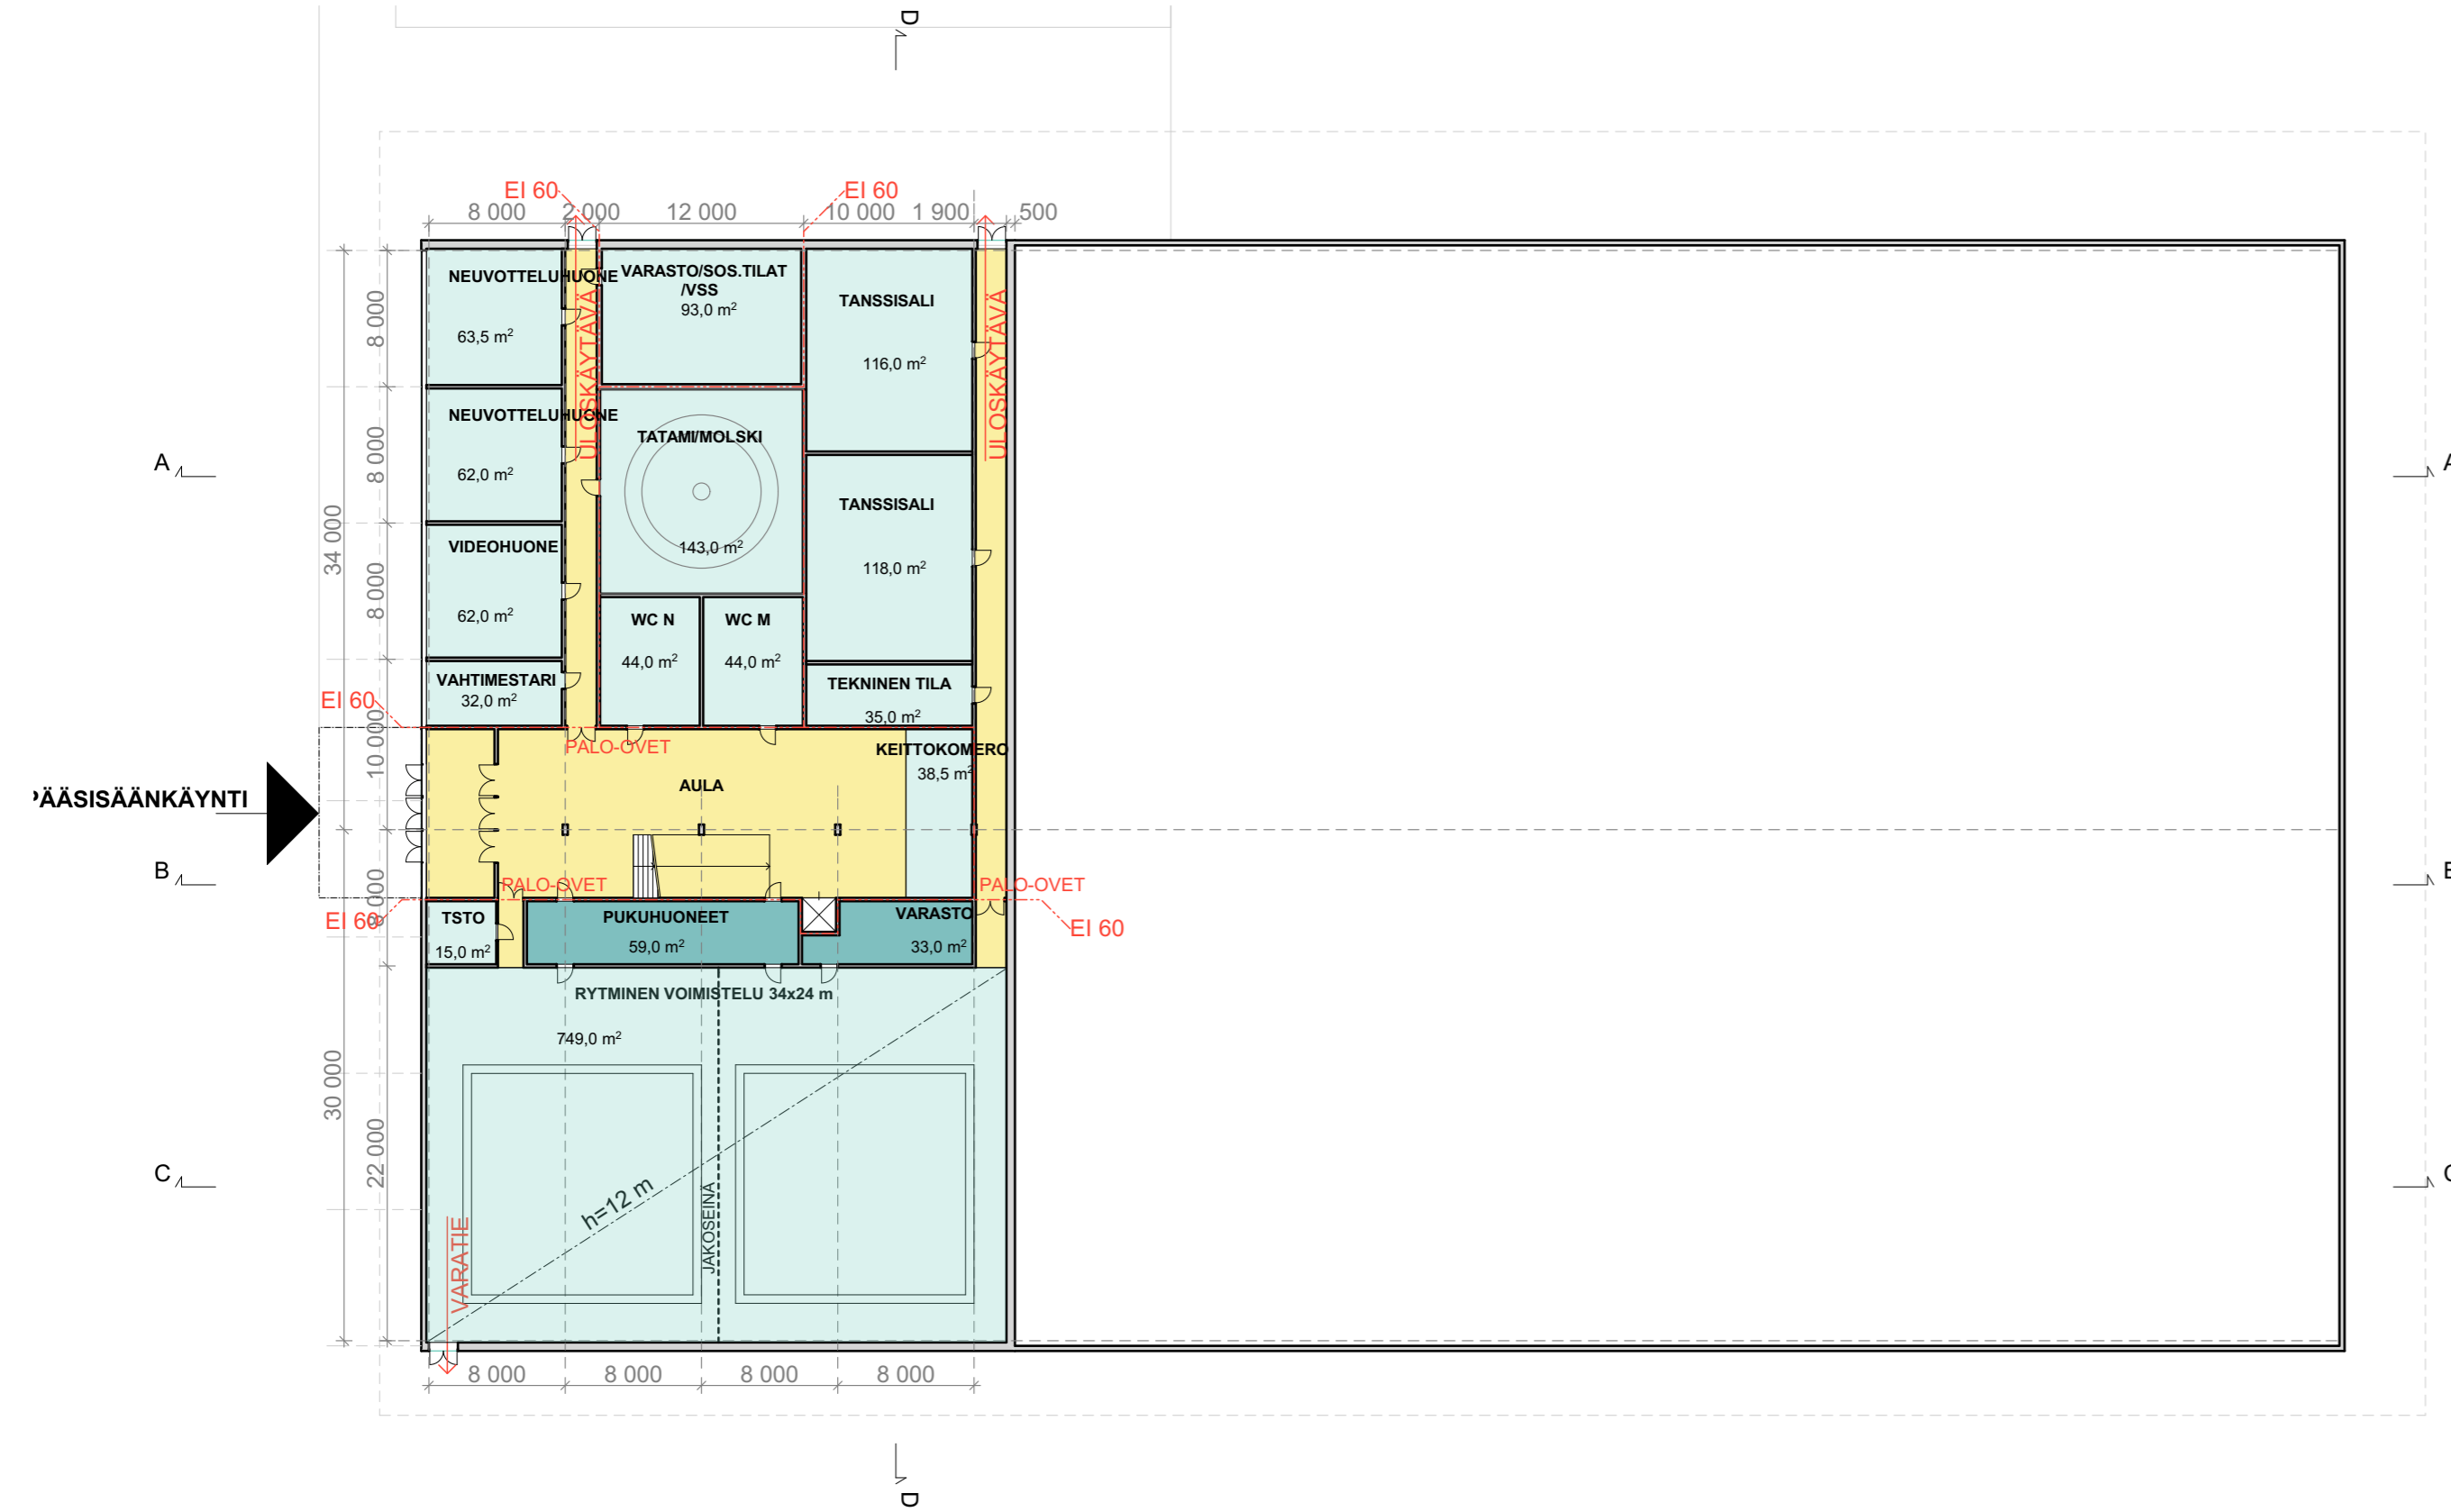 D
EI 60
EI 60
8 000
2 000
12 000
10 000
1 900
500
NEUVOTTELUHUONE
63,5 m²
VARASTO/SOS.TILAT
/VSS
93,0 m²
TANSSISALI
116,0 m²
ULOSKÄYTÄVÄ
ULOSKÄYTÄVÄ
8 000
NEUVOTTELUHUONE
62,0 m²
TATAMI/MOLSKI
143,0 m²
A
A
8 000
34 000
TANSSISALI
118,0 m²
VIDEOHUONE
62,0 m²
8 000
WC N
44,0 m²
WC M
44,0 m²
VAHTIMESTARI
32,0 m²
TEKNINEN TILA
35,0 m²
EI 60
10 000
PALO-OVET
KEITTOKOMERO
38,5 m²
AULA
PÄÄSISÄÄNKÄYNTI
B
B
PALO-OVET
PALO-OVET
8 000
EI 60
EI 60
TSTO
15,0 m²
PUKUHUONEET
59,0 m²
VARASTO
33,0 m²
RYTMINEN VOIMISTELU 34x24 m
749,0 m²
30 000
22 000
C
C
h=12 m
JAKOSEINÄ
VARATIE
8 000
8 000
8 000
8 000
D